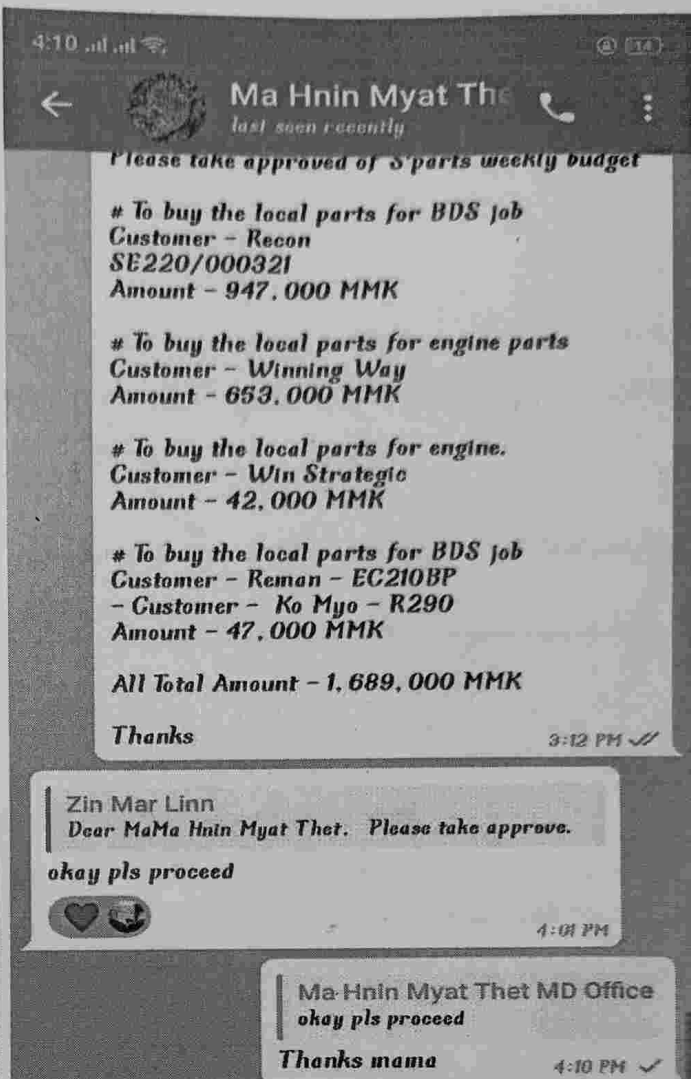 4:10
14
Ma Hnin Myat The
last seen recently
Please take approved of S'parts weekly budget
# To buy the local parts for BDS job
Customer – Recon
SE220/000321
Amount – 947,000 MMK
# To buy the local parts for engine parts
Customer – Winning Way
Amount – 653,000 MMK
# To buy the local parts for engine.
Customer – Win Strategic
Amount – 42,000 MMK
# To buy the local parts for BDS job
Customer – Reman – EC210BP
– Customer – Ko Myo – R290
Amount – 47,000 MMK
All Total Amount – 1,689,000 MMK
Thanks
3:12 PM
Zin Mar Linn
Dear MaMa Hnin Myat Thet. Please take approve.
okay pls proceed
4:01 PM
Ma Hnin Myat Thet MD Office
okay pls proceed
Thanks mama
4:10 PM